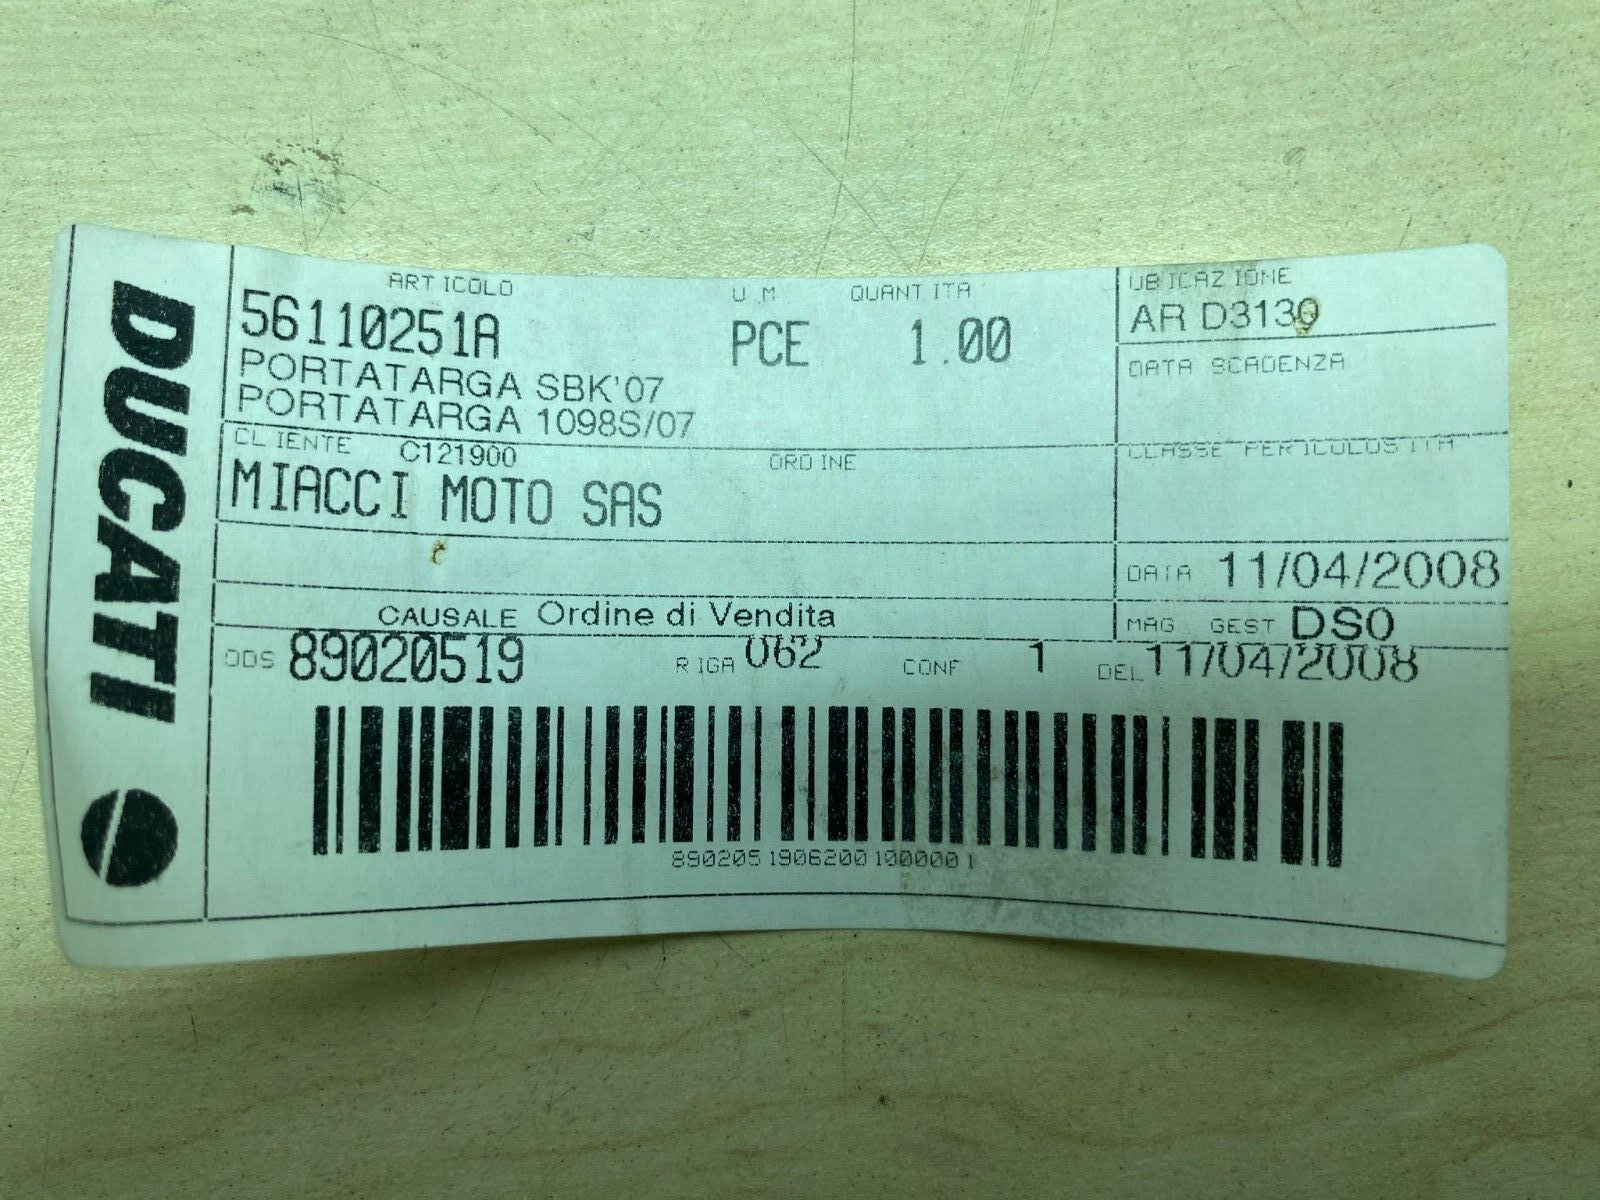 DUCATI
ARTICOLO U.M QUANTITA' UBICAZIONE
56110251A PCE 1.00 AR D3130
PORTATARGA SBK'07 DATA SCADENZA
PORTATARGA 1098S/07
CLIENTE C121900 ORDINE CLASSE PERICOLOSITA'
MIACCI MOTO SAS
DATA 11/04/2008
CAUSALE Ordine di Vendita MAG GEST DS0
ODS 89020519 RIGA 062 CONF 1 DEL 11/04/2008
89020519062001000001